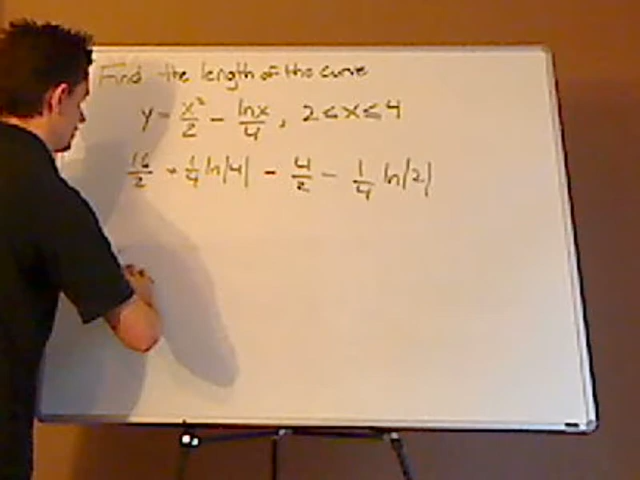 Find the length of the curve
y = x²/2 - lnx/4, 2 ≤ x ≤ 4
16/2 + 1/4 ln|4| - 4/2 - 1/4 ln|2|